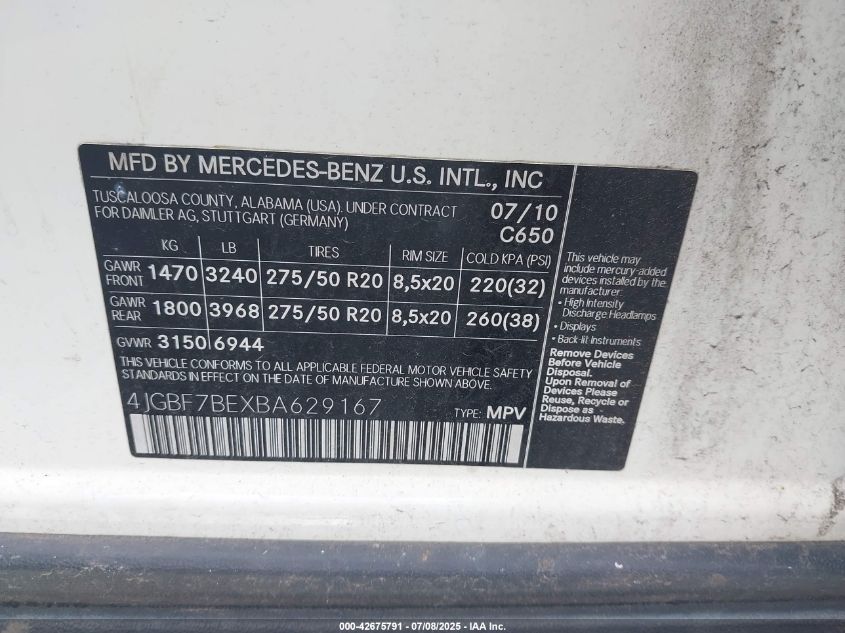 MFD BY MERCEDES-BENZ U.S. INTL., INC
TUSCALOOSA COUNTY, ALABAMA (USA). UNDER CONTRACT
FOR DAIMLER AG, STUTTGART (GERMANY)
07/10
C650
KG LB TIRES RIM SIZE COLD KPA (PSI)
GAWR FRONT 1470 3240 275/50 R20 8,5x20 220(32)
GAWR REAR 1800 3968 275/50 R20 8,5x20 260(38)
GVWR 3150 6944
THIS VEHICLE CONFORMS TO ALL APPLICABLE FEDERAL MOTOR VEHICLE SAFETY
STANDARDS IN EFFECT ON THE DATE OF MANUFACTURE SHOWN ABOVE.
4JGBF7BEXBA629167
TYPE: MPV
This vehicle may
include mercury-added
devices installed by the
manufacturer:
• High Intensity
Discharge Headlamps
• Displays
• Back-lit Instruments
Remove Devices
Before Vehicle
Disposal.
Upon Removal of
Devices Please
Reuse, Recycle or
Dispose as
Hazardous Waste.
000-42675791 - 07/08/2025 - IAA Inc.